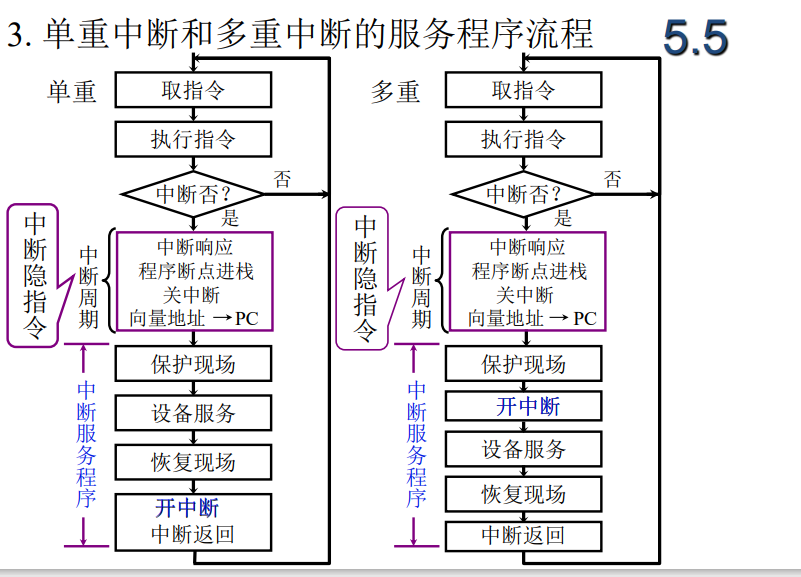 3. 单重中断和多重中断的服务程序流程
5.5
单重
取指令
执行指令
中断否？
否
是
中断隐指令
中断周期
中断响应
程序断点进栈
关中断
向量地址 → PC
中断服务程序
保护现场
设备服务
恢复现场
开中断
中断返回
多重
取指令
执行指令
中断否？
否
是
中断隐指令
中断周期
中断响应
程序断点进栈
关中断
向量地址 → PC
中断服务程序
保护现场
开中断
设备服务
恢复现场
中断返回